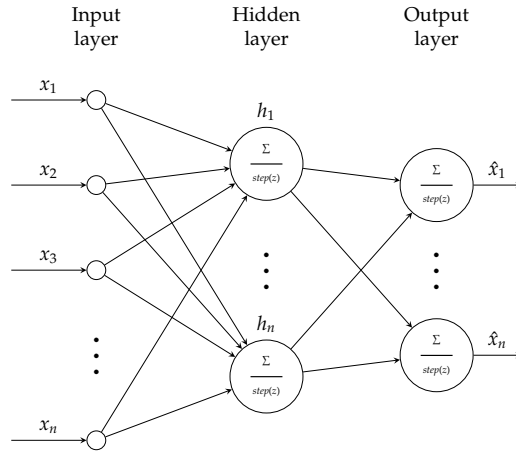 Input layer
Hidden layer
Output layer
x₁
x₂
x₃
xₙ
h₁
Σ
step(z)
hₙ
Σ
step(z)
Σ
step(z)
x̂₁
Σ
step(z)
x̂ₙ